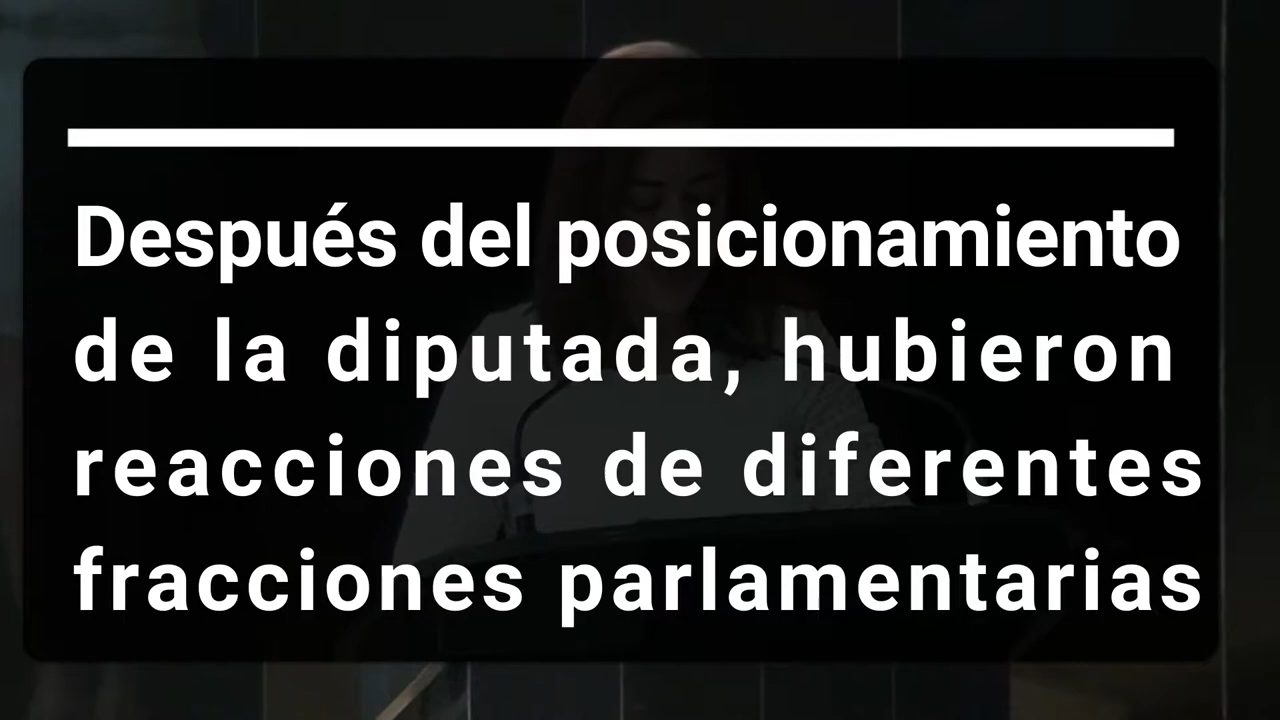 Después del posicionamiento
de la diputada, hubieron
reacciones de diferentes
fracciones parlamentarias